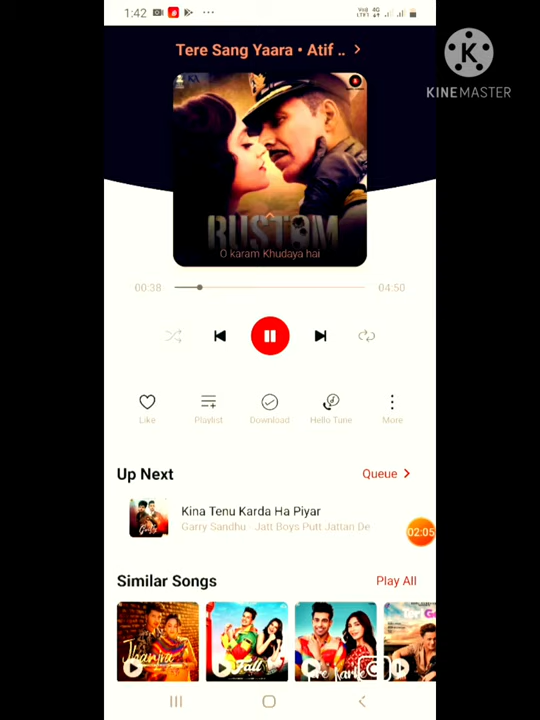 1:42
Tere Sang Yaara • Atif ..
KINEMASTER
RUSTOM
O karam Khudaya hai
00:38
04:50
Like
Playlist
Download
Hello Tune
More
Up Next
Queue
Kina Tenu Karda Ha Piyar
Garry Sandhu - Jatt Boys Putt Jattan De
02:05
Similar Songs
Play All
Jhanjra
Fall